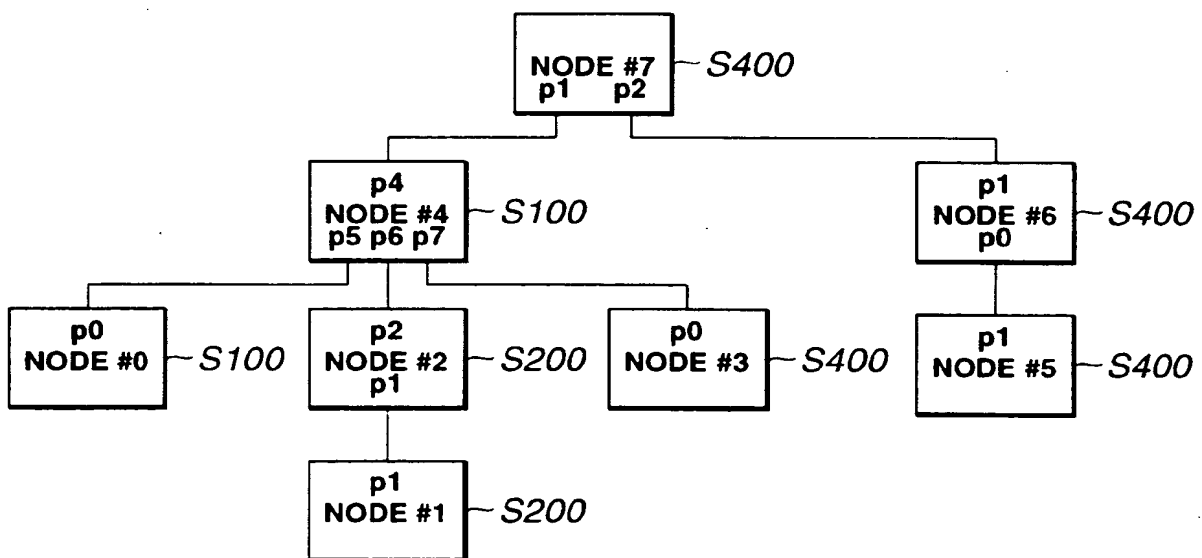 NODE #7 S400
p1 p2
p4
NODE #4 S100
p5 p6 p7
p1
NODE #6 S400
p0
p0
NODE #0 S100
p2
NODE #2 S200
p1
p0
NODE #3 S400
p1
NODE #5 S400
p1
NODE #1 S200